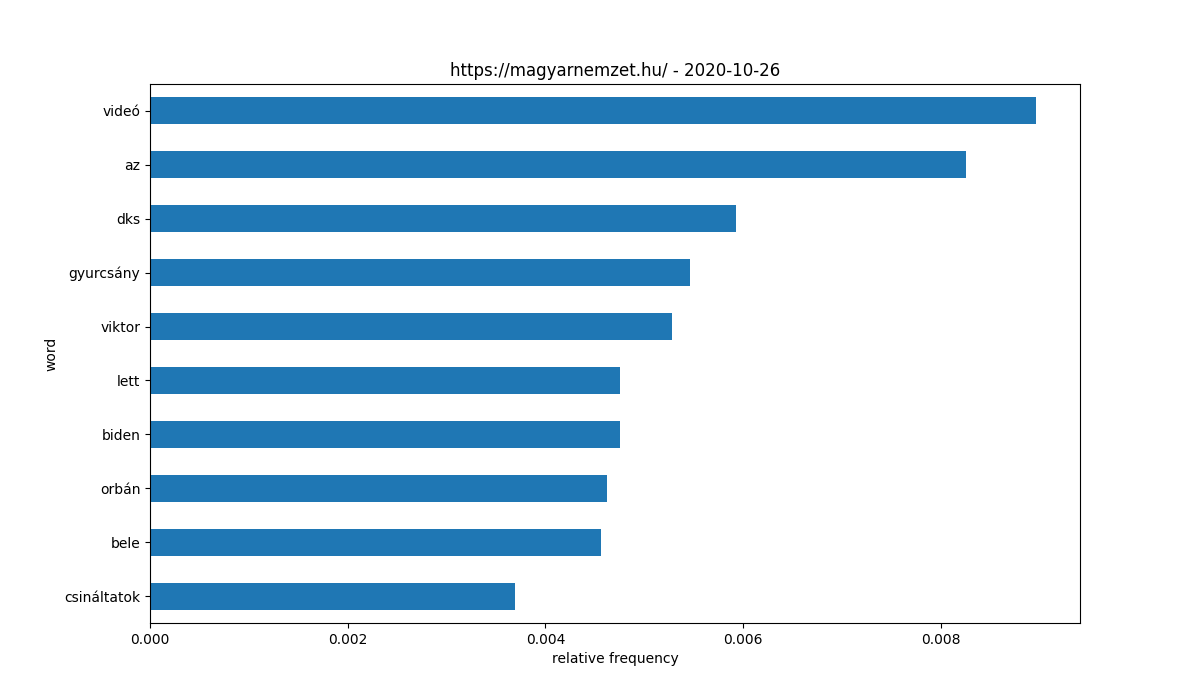 https://magyarnemzet.hu/ - 2020-10-26
videó
az
dks
gyurcsány
viktor
lett
biden
orbán
bele
csináltatok
word
0.000 0.002 0.004 0.006 0.008
relative frequency